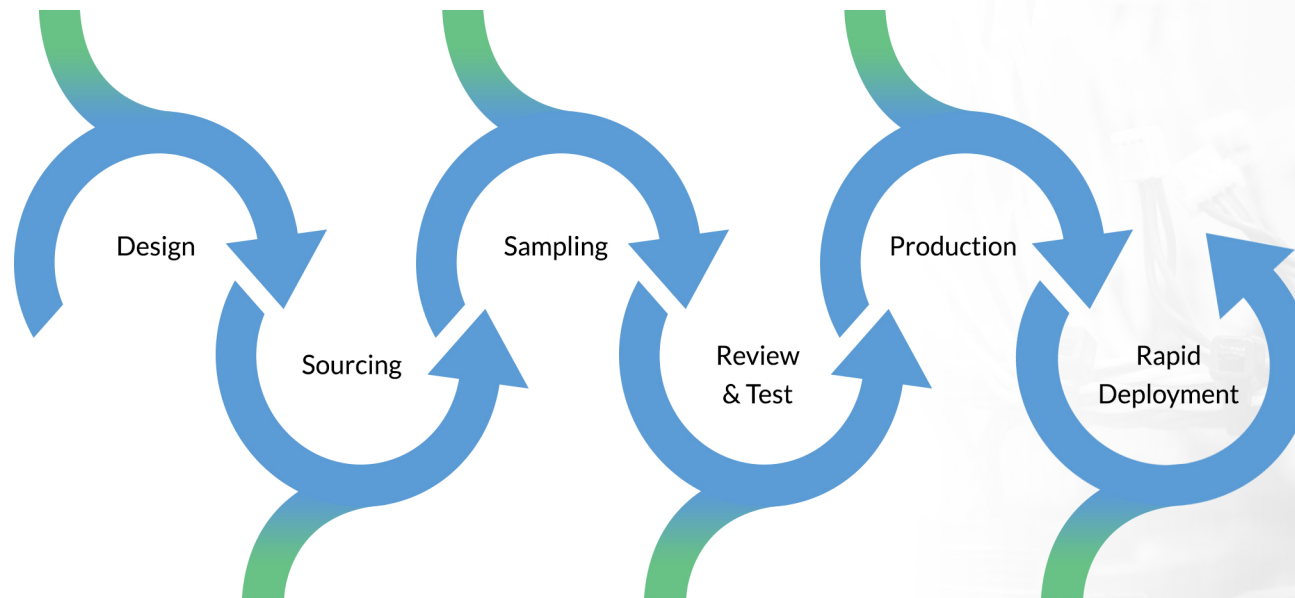 Design
Sourcing
Sampling
Review
& Test
Production
Rapid
Deployment